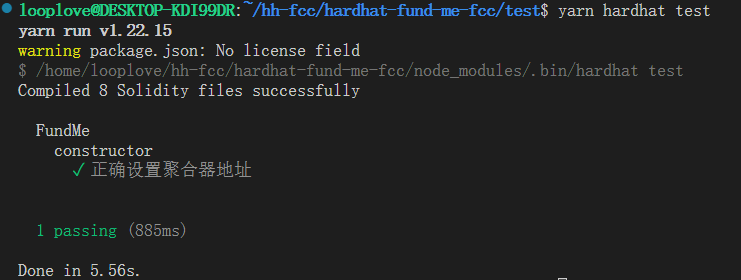 looplove@DESKTOP-KDI99DR:~/hh-fcc/hardhat-fund-me-fcc/test$ yarn hardhat test
yarn run v1.22.15
warning package.json: No license field
$ /home/looplove/hh-fcc/hardhat-fund-me-fcc/node_modules/.bin/hardhat test
Compiled 8 Solidity files successfully
FundMe
constructor
✓ 正确设置聚合器地址
1 passing (885ms)
Done in 5.56s.